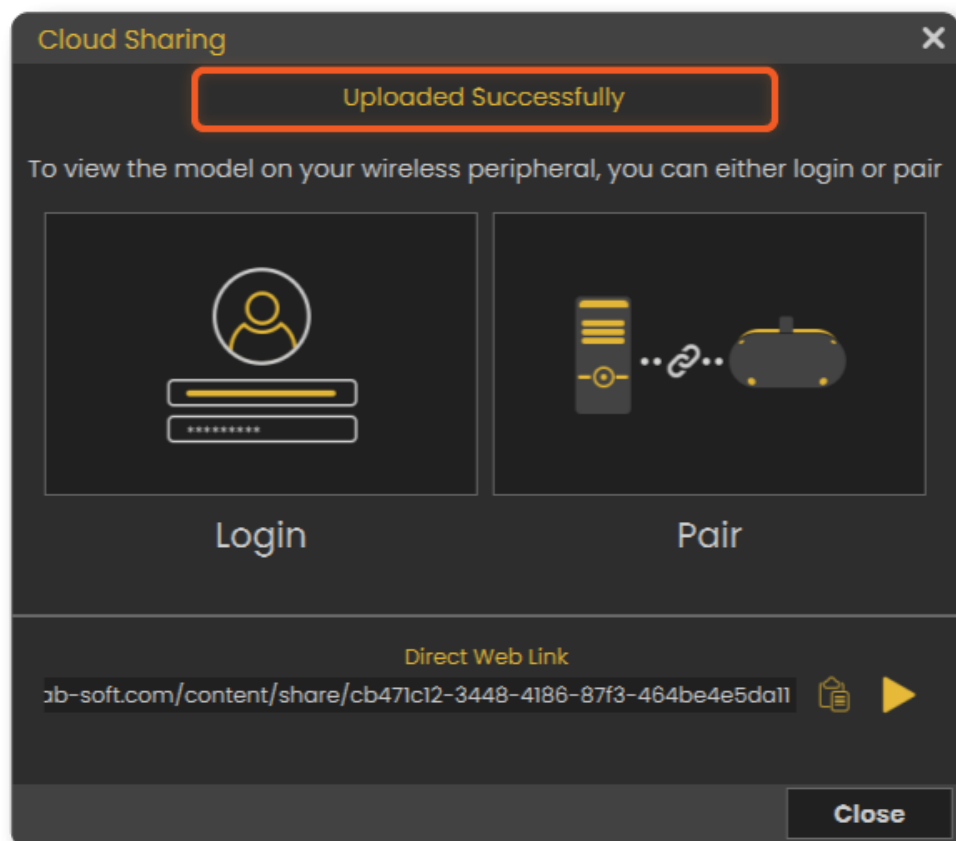 Cloud Sharing
Uploaded Successfully
To view the model on your wireless peripheral, you can either login or pair
*********
Login
Pair
Direct Web Link
ab-soft.com/content/share/cb471c12-3448-4186-87f3-464be4e5da11
Close